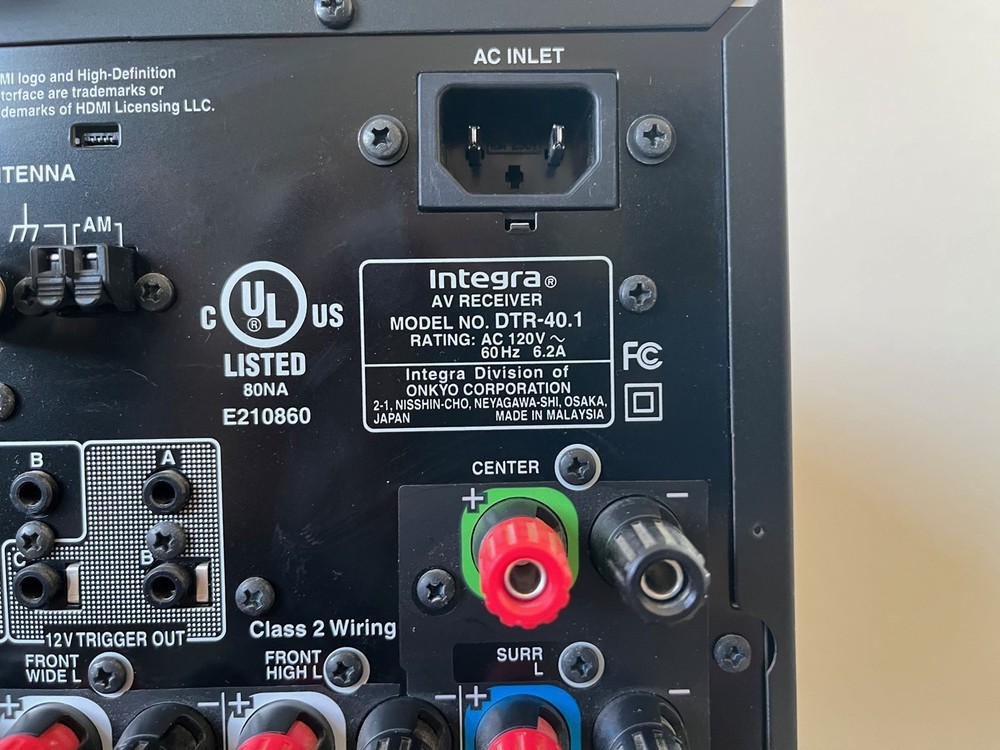 AC INLET
MI logo and High-Definition
terface are trademarks or
demarks of HDMI Licensing LLC.
TENNA
AM
C UL US
®
LISTED
80NA
E210860
Integra®
AV RECEIVER
MODEL NO. DTR-40.1
RATING: AC 120V ~
60 Hz 6.2A
Integra Division of
ONKYO CORPORATION
2-1, NISSHIN-CHO, NEYAGAWA-SHI, OSAKA,
JAPAN MADE IN MALAYSIA
FC
B
A
C
B
12V TRIGGER OUT
CENTER
+ −
Class 2 Wiring
FRONT
WIDE L
FRONT
HIGH L
SURR
L
+ − + − + −